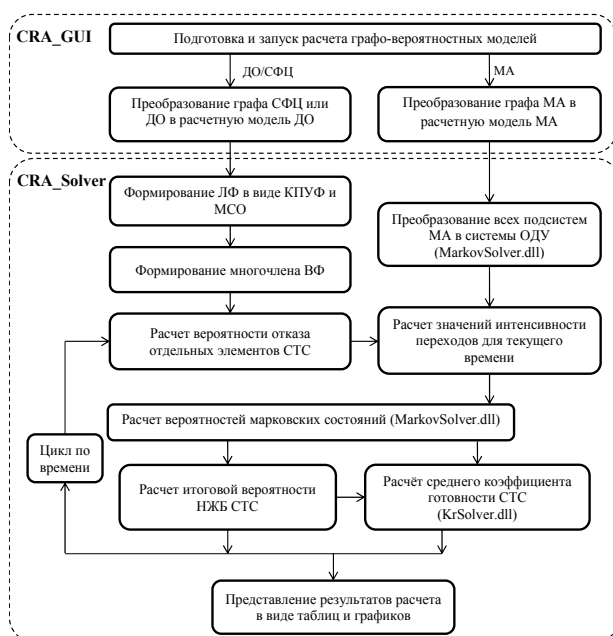 CRA_GUI
Подготовка и запуск расчета графо-вероятностных моделей
ДО/СФЦ
МА
Преобразование графа СФЦ или
ДО в расчетную модель ДО
Преобразование графа МА в
расчетную модель МА
CRA_Solver
Формирование ЛФ в виде КПУФ и
МСО
Преобразование всех подсистем
МА в системы ОДУ
(MarkovSolver.dll)
Формирование многочлена ВФ
Расчет вероятности отказа
отдельных элементов СТС
Расчет значений интенсивности
переходов для текущего
времени
Расчет вероятностей марковских состояний (MarkovSolver.dll)
Цикл по
времени
Расчет итоговой вероятности
НЖБ СТС
Расчёт среднего коэффициента
готовности СТС
(KrSolver.dll)
Представление результатов расчета
в виде таблиц и графиков